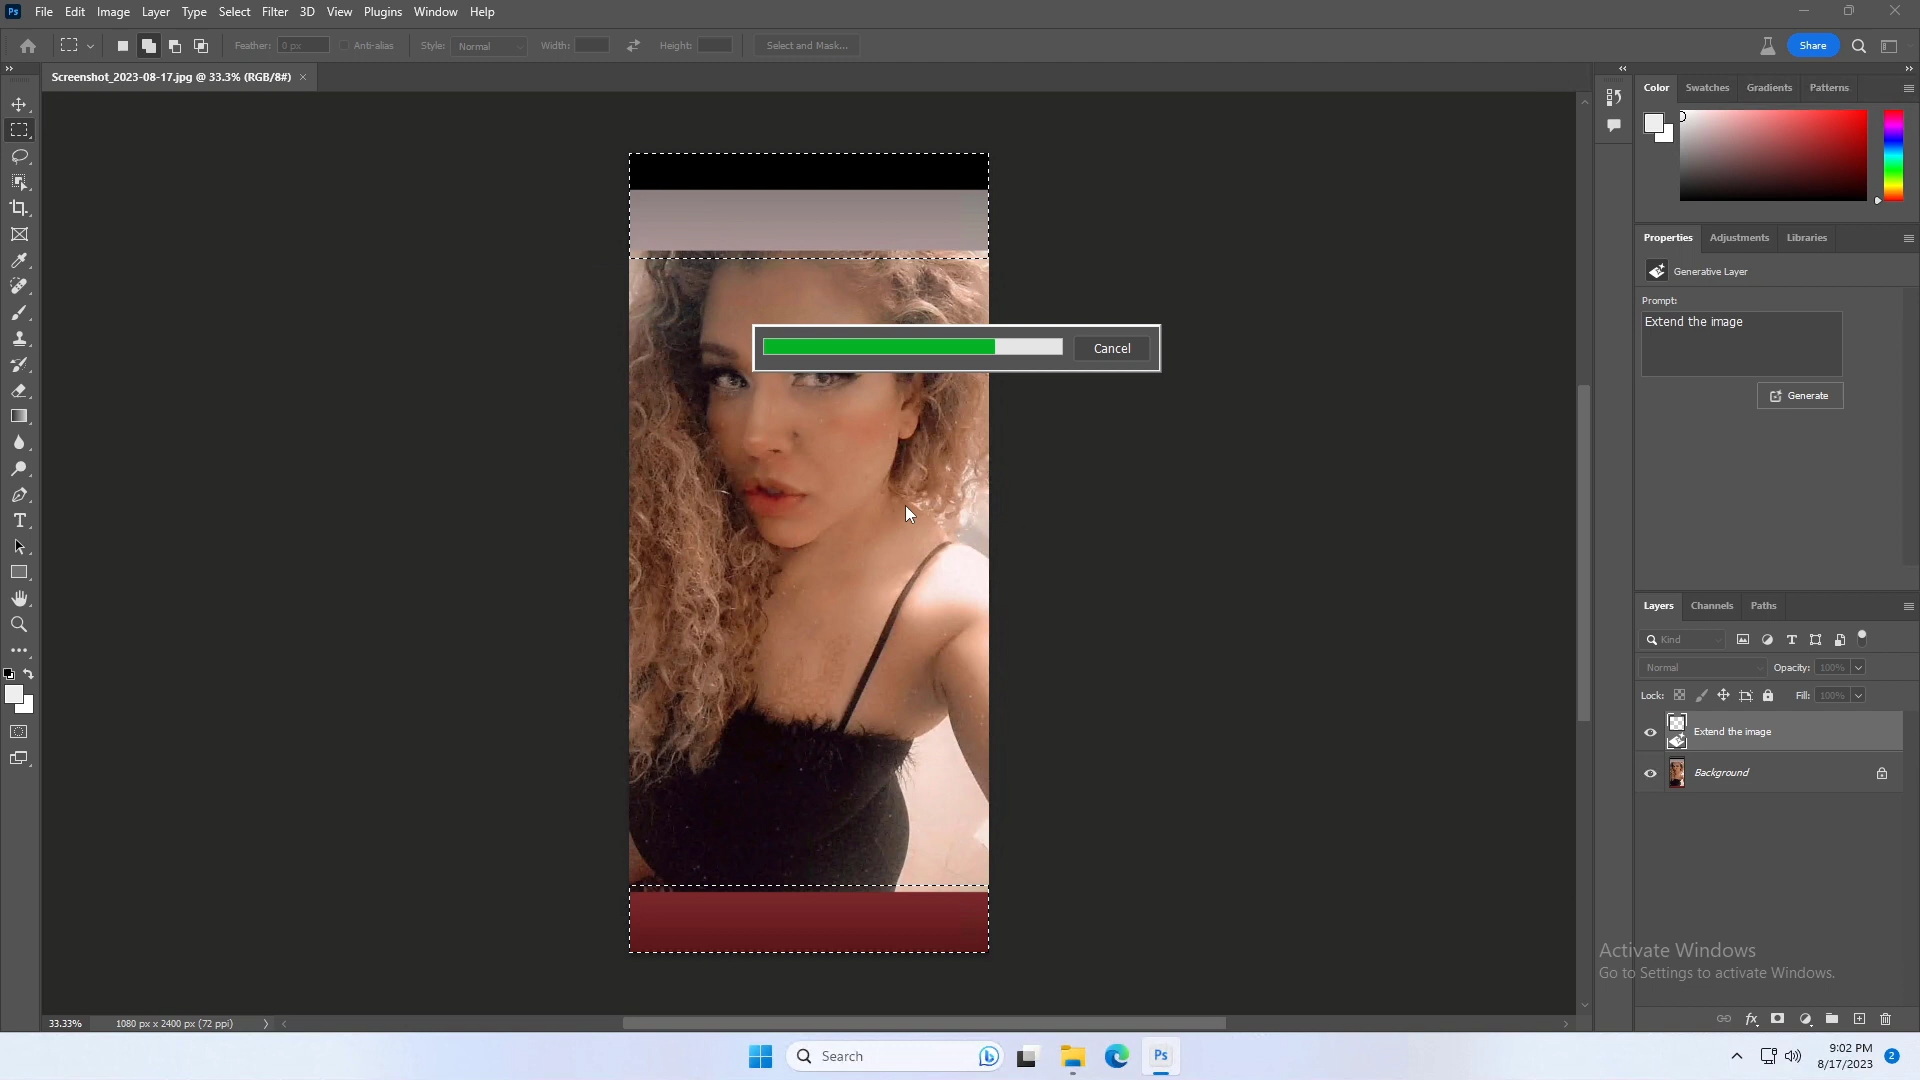 Ps File Edit Image Layer Type Select Filter 3D View Plugins Window Help
Feather: 0 px Anti-alias Style: Normal Width: Height: Select and Mask... Share
Screenshot_2023-08-17.jpg @ 33.3% (RGB/8#) ×
Color Swatches Gradients Patterns
Properties Adjustments Libraries
Generative Layer
Prompt:
Extend the image
Generate
Cancel
Layers Channels Paths
Kind
Normal Opacity: 100%
Lock: Fill: 100%
Extend the image
Background
Activate Windows
Go to Settings to activate Windows.
33.33% 1080 px x 2400 px (72 ppi)
Search Ps
9:02 PM
8/17/2023 2